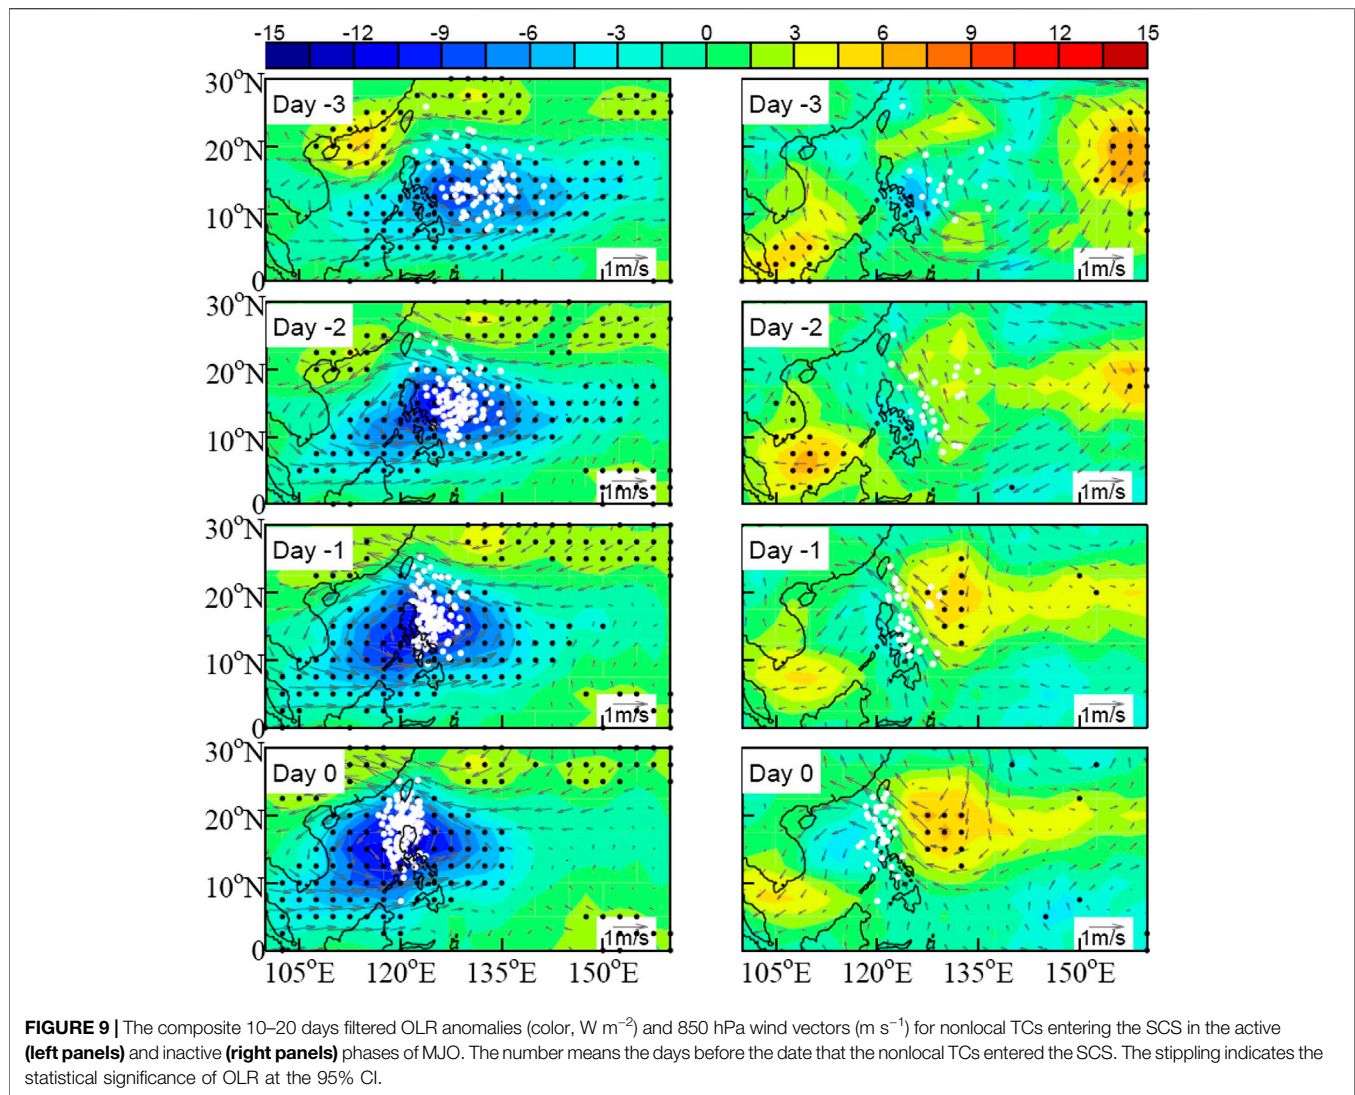 -15 -12 -9 -6 -3 0 3 6 9 12 15
30°N
Day -3
20°N
10°N
0
1m/s
Day -3
1m/s
30°N
Day -2
20°N
10°N
0
1m/s
Day -2
1m/s
30°N
Day -1
20°N
10°N
0
1m/s
Day -1
1m/s
30°N
Day 0
20°N
10°N
0
1m/s
Day 0
1m/s
105°E 120°E 135°E 150°E
105°E 120°E 135°E 150°E
FIGURE 9 | The composite 10–20 days filtered OLR anomalies (color, W m−2) and 850 hPa wind vectors (m s−1) for nonlocal TCs entering the SCS in the active
(left panels) and inactive (right panels) phases of MJO. The number means the days before the date that the nonlocal TCs entered the SCS. The stippling indicates the
statistical significance of OLR at the 95% CI.